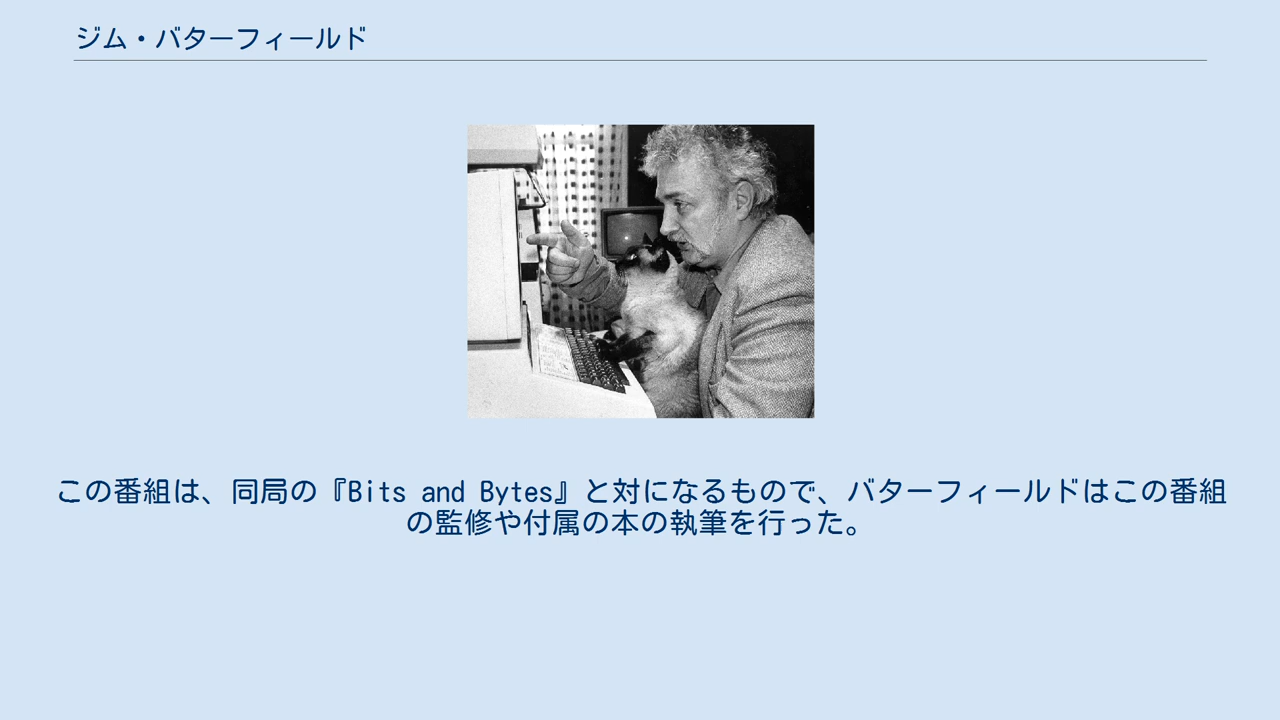 ジム・バターフィールド
この番組は、同局の『Bits and Bytes』と対になるもので、バターフィールドはこの番組
の監修や付属の本の執筆を行った。